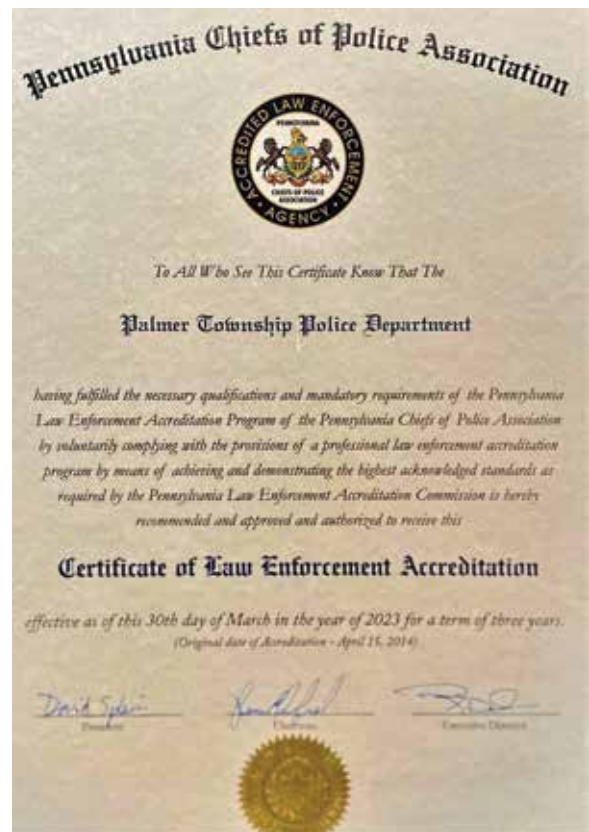 Pennsylvania Chiefs of Police Association
ACCREDITED LAW ENFORCEMENT
PENNSYLVANIA
CHIEFS OF POLICE
ASSOCIATION
• AGENCY •
To All Who See This Certificate Know That The
Palmer Township Police Department
having fulfilled the necessary qualifications and mandatory requirements of the Pennsylvania
Law Enforcement Accreditation Program of the Pennsylvania Chiefs of Police Association
by voluntarily complying with the provisions of a professional law enforcement accreditation
program by means of achieving and demonstrating the highest acknowledged standards as
required by the Pennsylvania Law Enforcement Accreditation Commission is hereby
recommended and approved and authorized to receive this
Certificate of Law Enforcement Accreditation
effective as of this 30th day of March in the year of 2023 for a term of three years.
(Original date of Accreditation - April 15, 2014)
David
President
Chairman
Executive Director